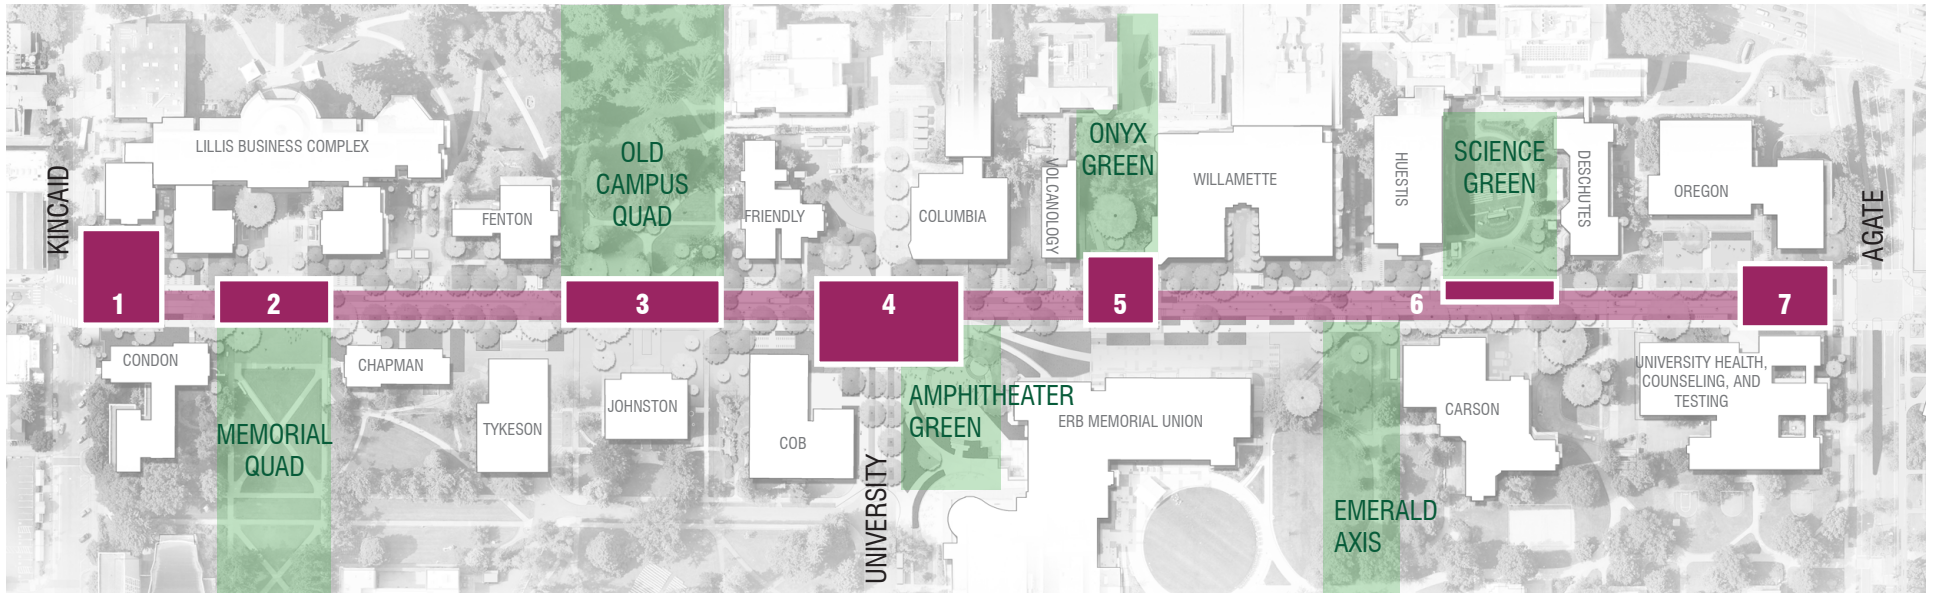 KINCAID
LILLIS BUSINESS COMPLEX
FENTON
OLD
CAMPUS
QUAD
FRIENDLY
COLUMBIA
VOLCANOLOGY
ONYX
GREEN
WILLAMETTE
HUESTIS
SCIENCE
GREEN
DESCHUTES
OREGON
AGATE
1
2
3
4
5
6
7
CONDON
MEMORIAL
QUAD
CHAPMAN
TYKESON
JOHNSTON
COB
UNIVERSITY
AMPHITHEATER
GREEN
ERB MEMORIAL UNION
EMERALD
AXIS
CARSON
UNIVERSITY HEALTH,
COUNSELING, AND
TESTING